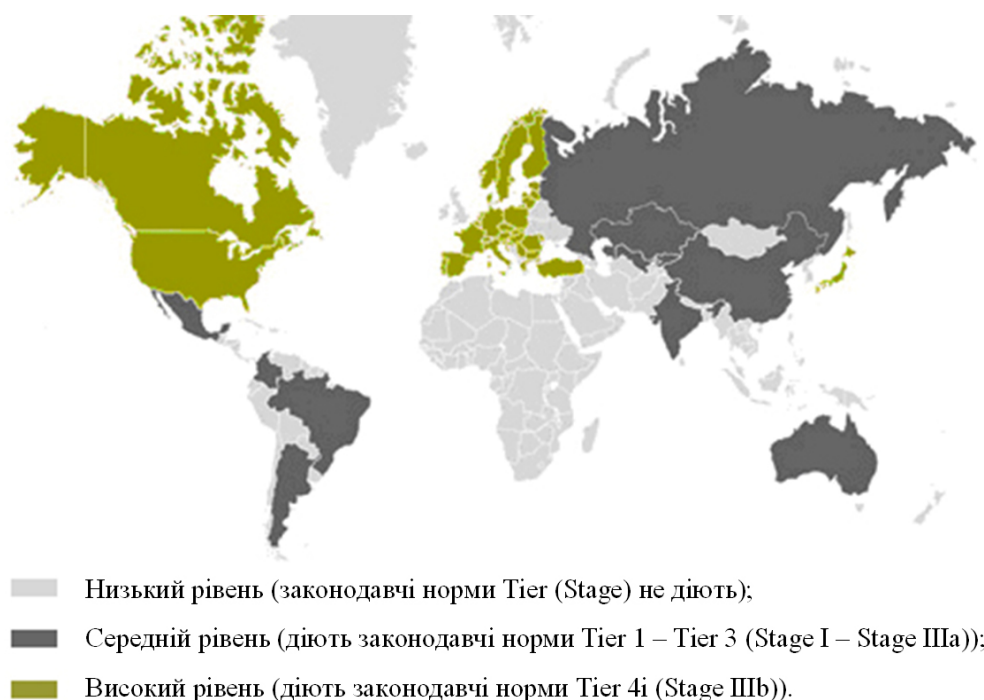 Низький рівень (законодавчі норми Tier (Stage) не діють);
Середній рівень (діють законодавчі норми Tier 1 – Tier 3 (Stage I – Stage IIIa));
Високий рівень (діють законодавчі норми Tier 4i (Stage IIIb)).